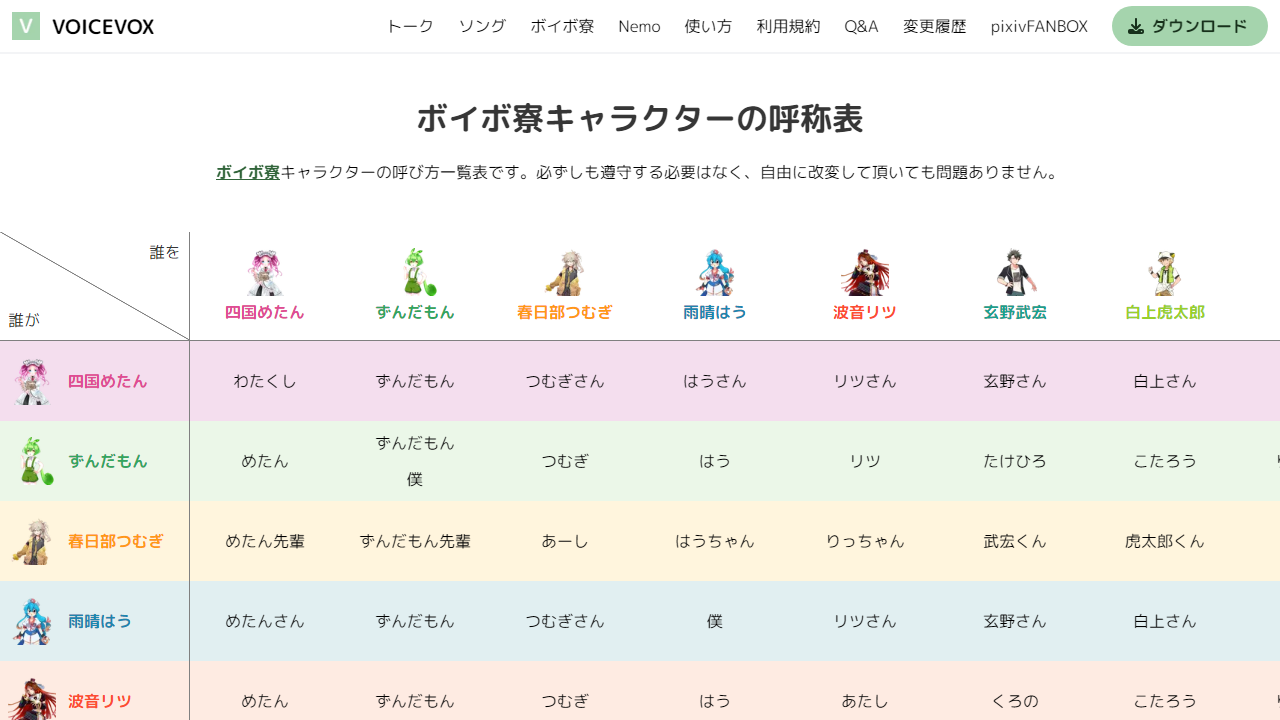 V VOICEVOX トーク ソング ボイボ寮 Nemo 使い方 利用規約 Q&A 変更履歴 pixivFANBOX ダウンロード
ボイボ寮キャラクターの呼称表
ボイボ寮キャラクターの呼び方一覧表です。必ずしも遵守する必要はなく、自由に改変して頂いても問題ありません。
誰を
誰が
四国めたん ずんだもん 春日部つむぎ 雨晴はう 波音リツ 玄野武宏 白上虎太郎
四国めたん わたくし ずんだもん つむぎさん はうさん リツさん 玄野さん 白上さん
ずんだもん めたん ずんだもん 僕 つむぎ はう リツ たけひろ こたろう
春日部つむぎ めたん先輩 ずんだもん先輩 あーし はうちゃん りっちゃん 武宏くん 虎太郎くん
雨晴はう めたんさん ずんだもん つむぎさん 僕 リツさん 玄野さん 白上さん
波音リツ めたん ずんだもん つむぎ はう あたし くろの こたろう